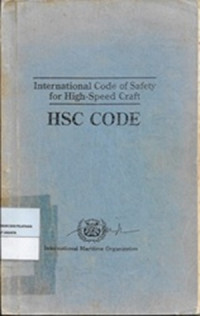 International Code of Safety
for High-Speed Craft
HSC CODE
International Maritime Organization